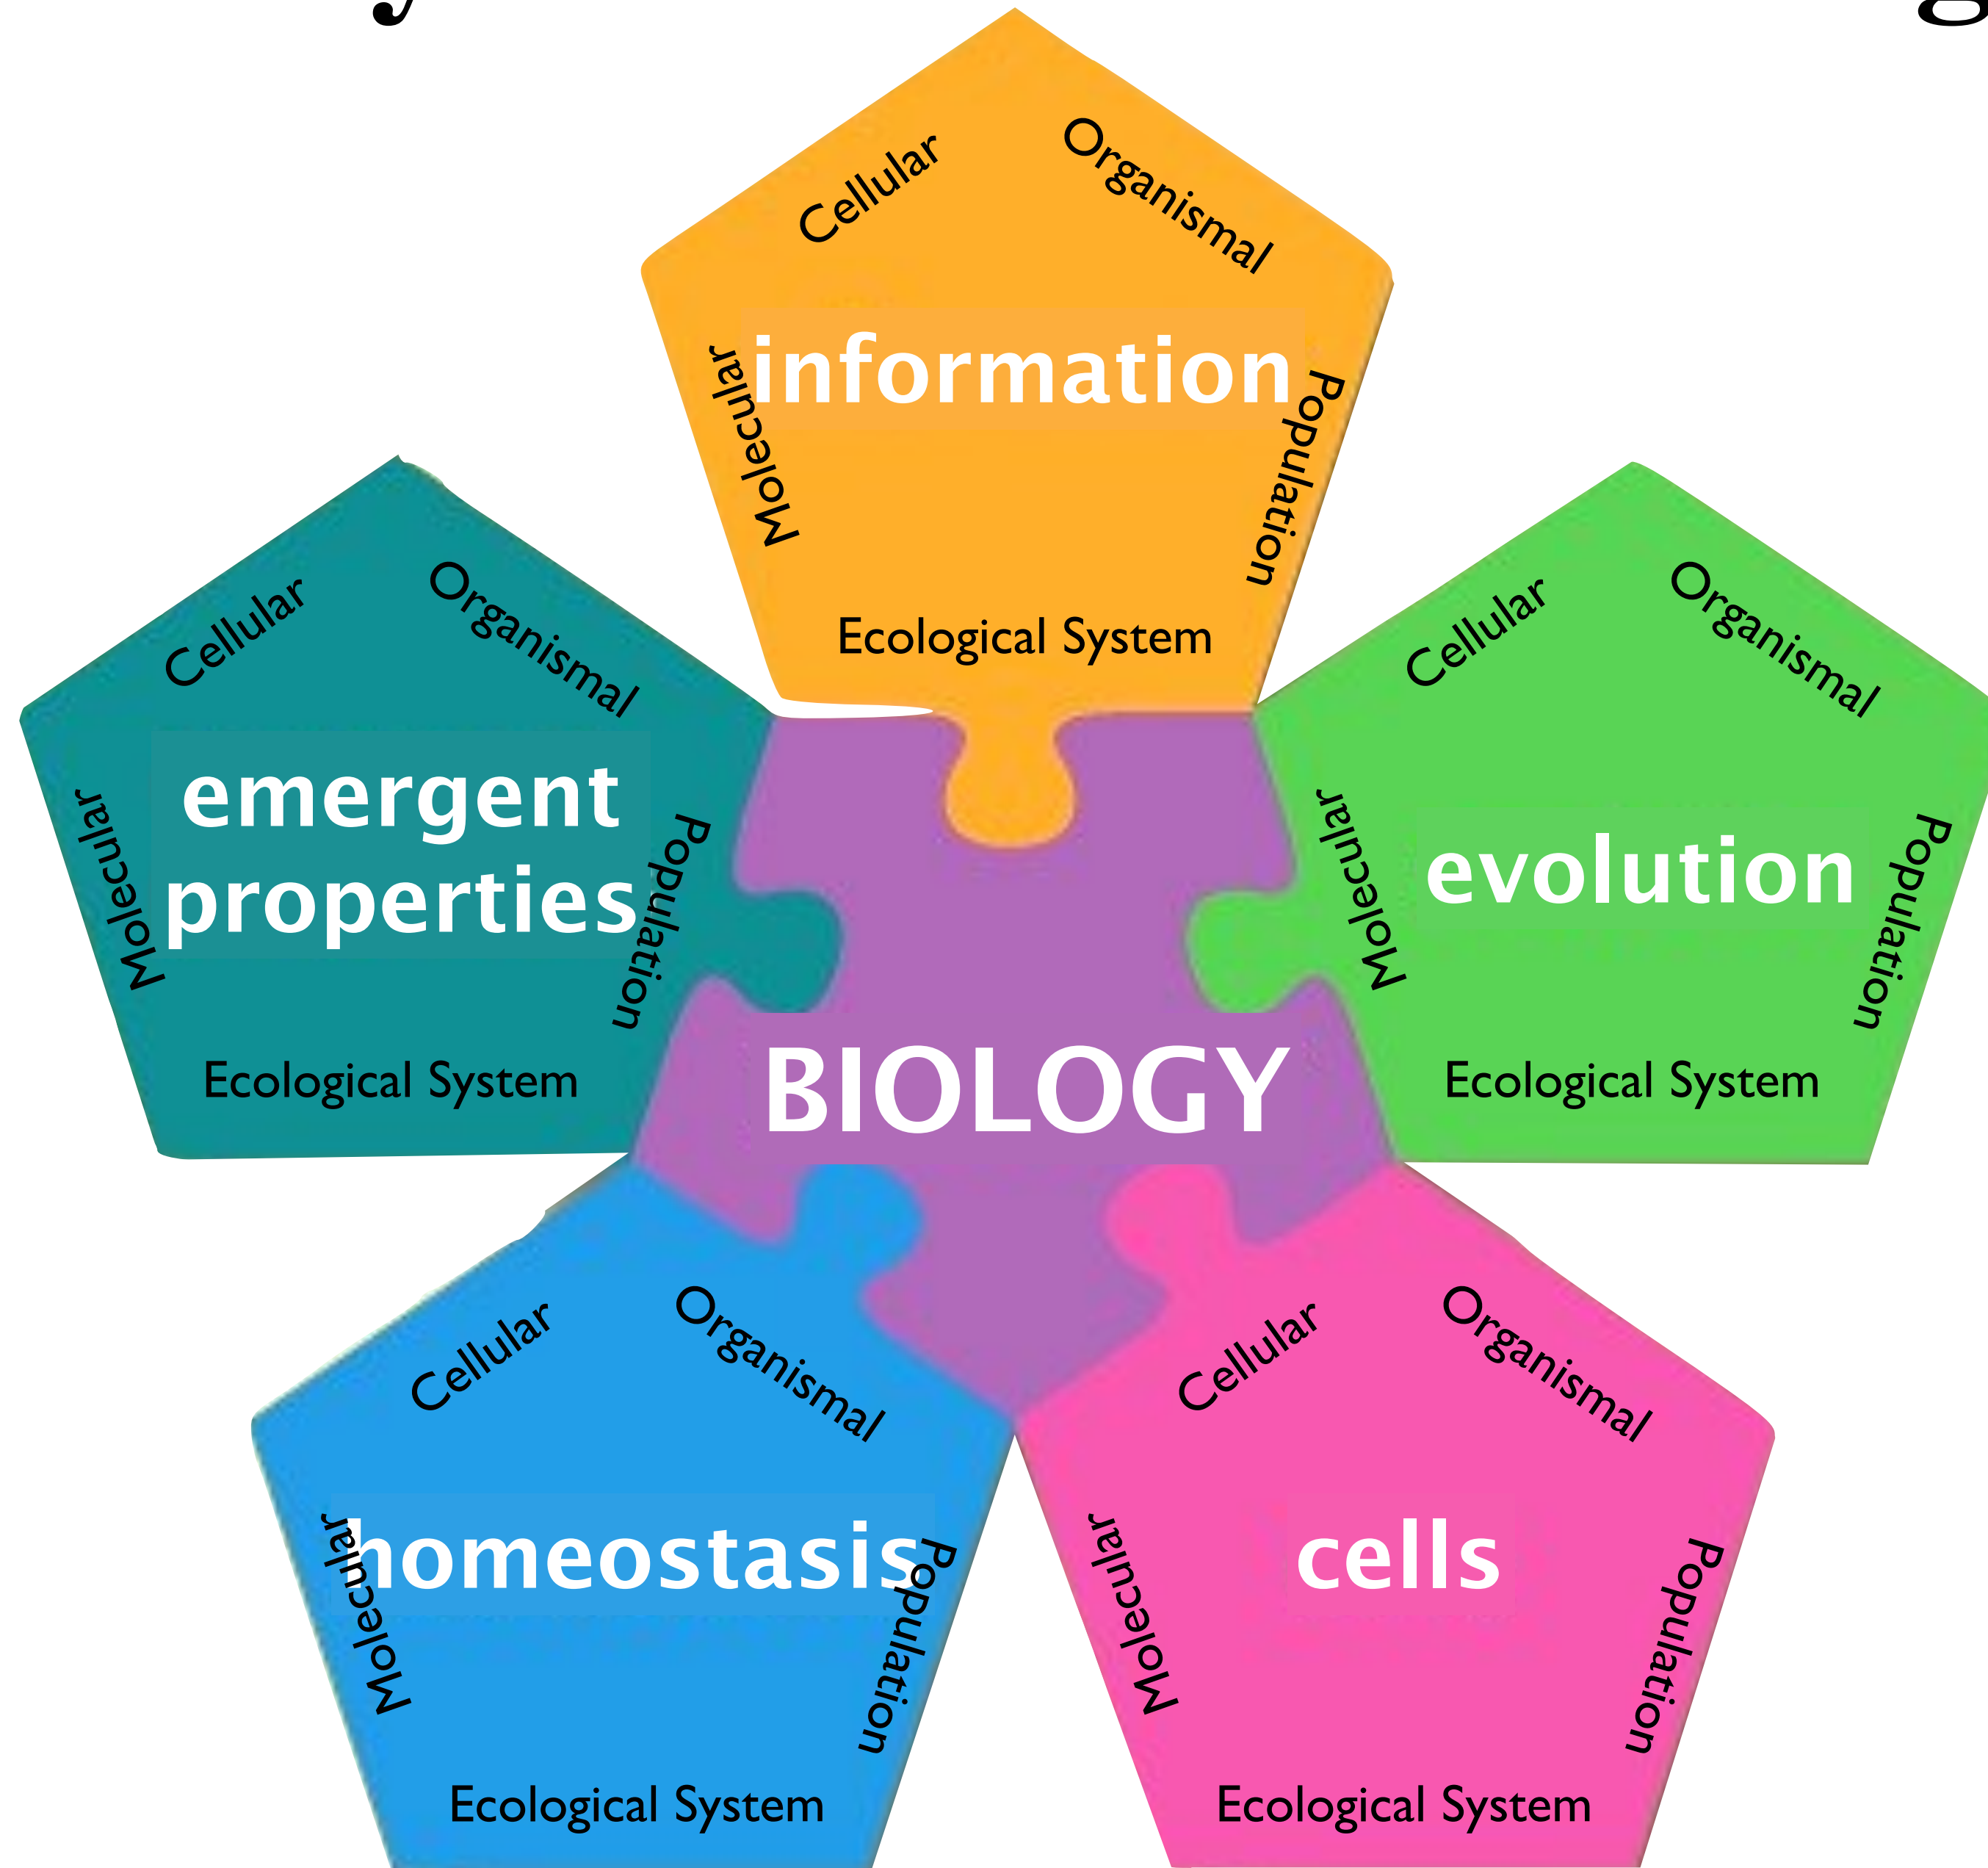 Cellular
Organismal
information
Molecular
Population
Ecological System
Cellular
Organismal
emergent
properties
Molecular
Population
Ecological System
Cellular
Organismal
evolution
Molecular
Population
Ecological System
BIOLOGY
Cellular
Organismal
homeostasis
Molecular
Population
Ecological System
Cellular
Organismal
cells
Molecular
Population
Ecological System